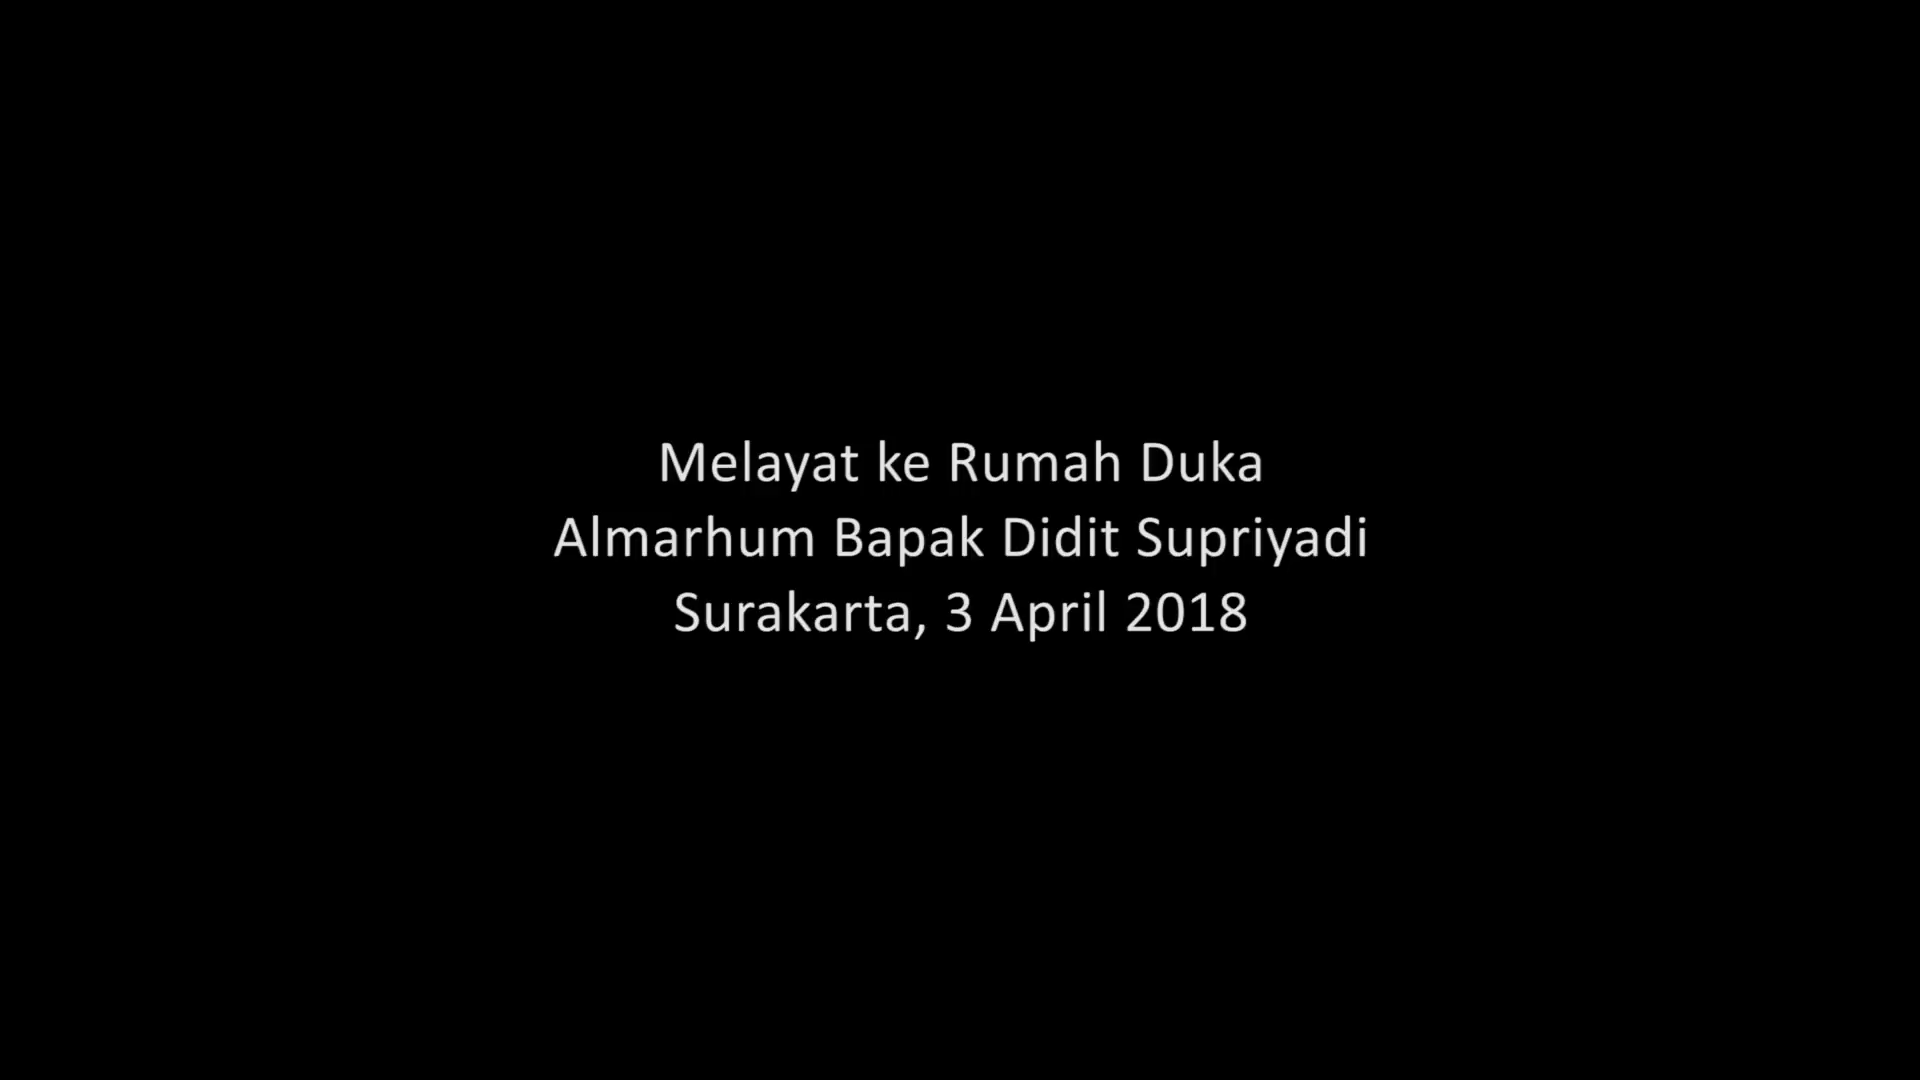 Melayat ke Rumah Duka
Almarhum Bapak Didit Supriyadi
Surakarta, 3 April 2018